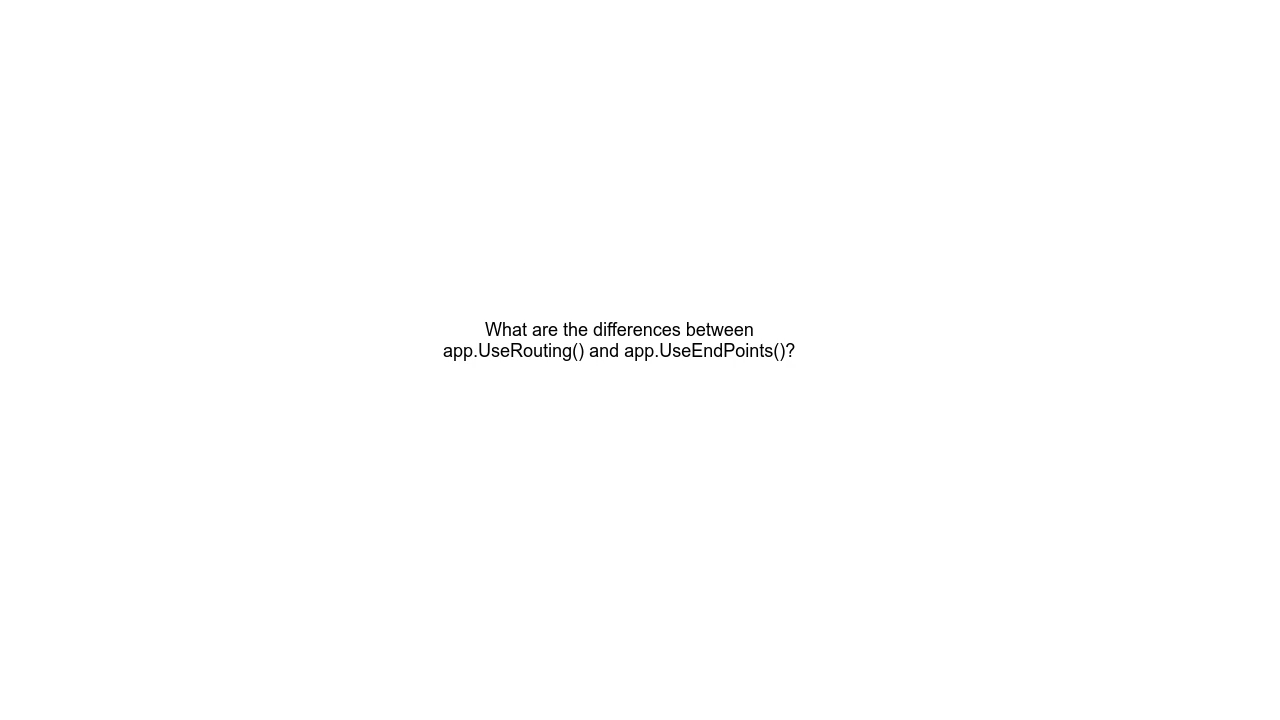 What are the differences between
app.UseRouting() and app.UseEndPoints()?